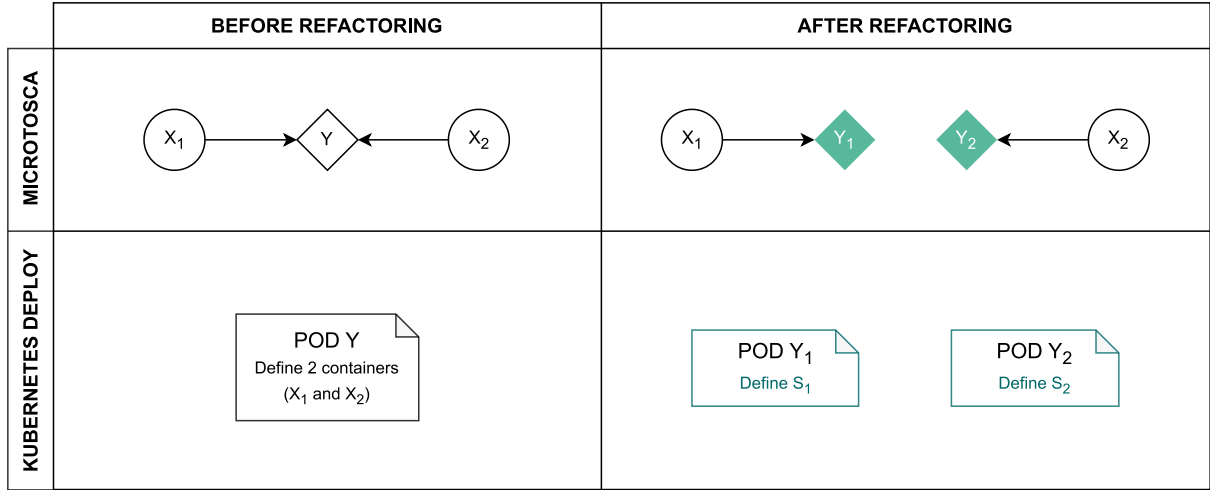 BEFORE REFACTORING
AFTER REFACTORING
MICROTOSCA
X₁
Y
X₂
X₁
Y₁
Y₂
X₂
KUBERNETES DEPLOY
POD Y
Define 2 containers
(X₁ and X₂)
POD Y₁
Define S₁
POD Y₂
Define S₂